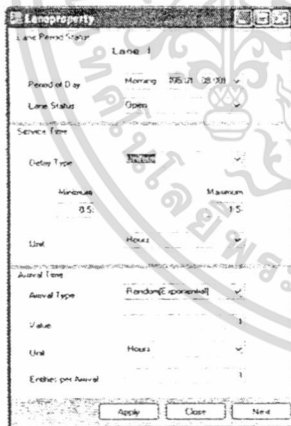 Laneproperty
Lane Period Status
Lane 1
Period of Day Morning
Lane Status Open
Service Time
Delay Type
Minimum Maximum
0.5 1.5
Unit Hours
Arrival Time
Arrival Type Random(Exponential)
Value 1
Unit Hours
Entities per Arrival 1
Apply Close Next